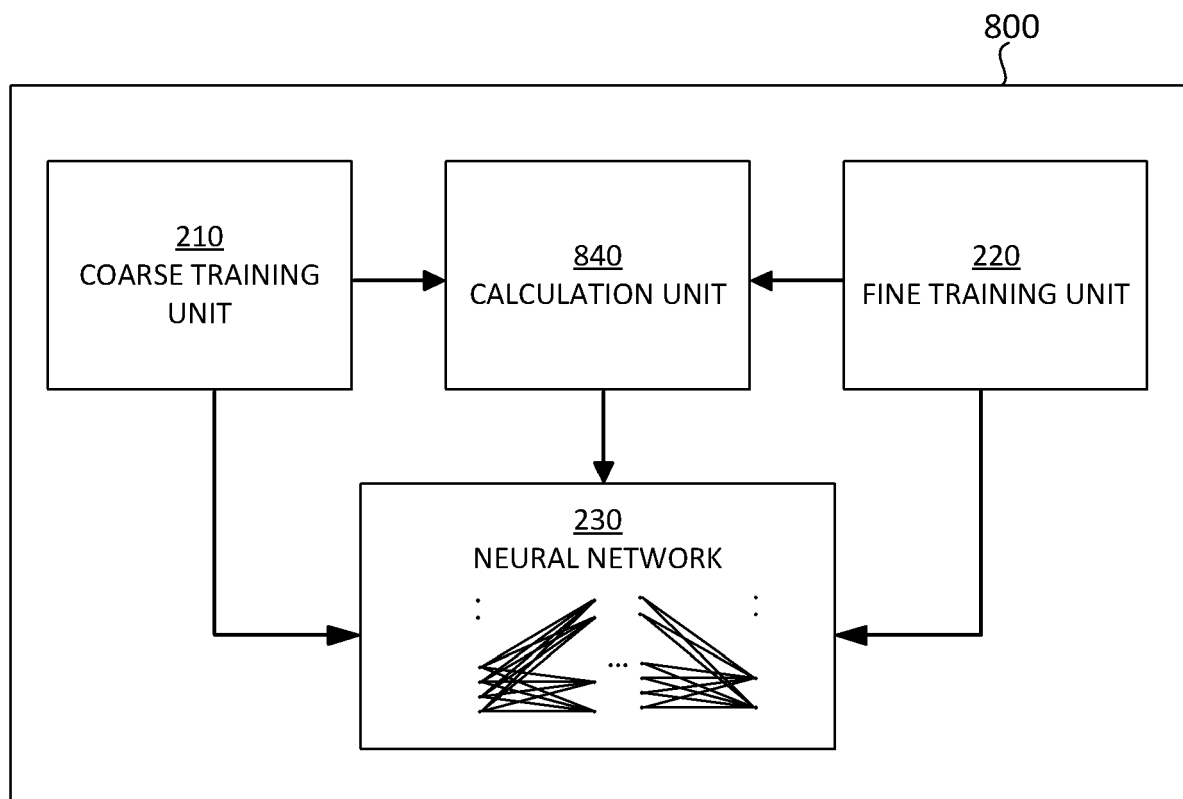 800
210
COARSE TRAINING
UNIT
840
CALCULATION UNIT
220
FINE TRAINING UNIT
230
NEURAL NETWORK
...